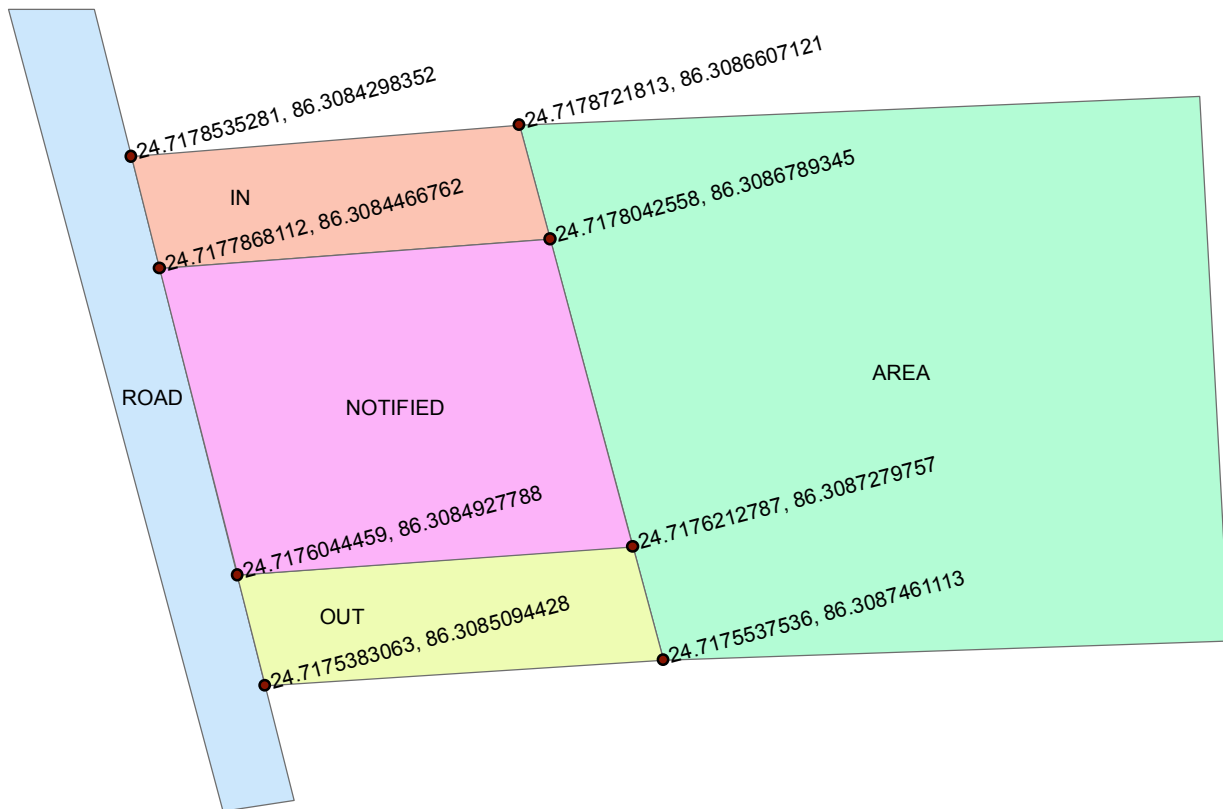 24.7178535281, 86.3084298352
24.7178721813, 86.3086607121
IN
24.7177868112, 86.3084466762
24.7178042558, 86.3086789345
ROAD
NOTIFIED
AREA
24.7176044459, 86.3084927788
24.7176212787, 86.3087279757
OUT
24.7175383063, 86.3085094428
24.7175537536, 86.3087461113